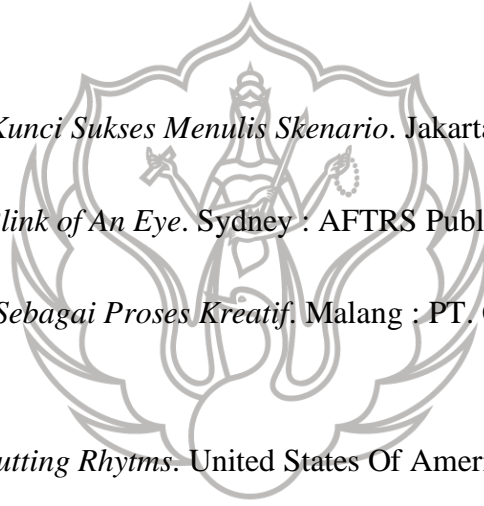 Kunci Sukses Menulis Skenario. Jakarta
link of An Eye. Sydney : AFTRS Publ
Sebagai Proses Kreatif. Malang : PT.
utting Rhytms. United States Of Ameri